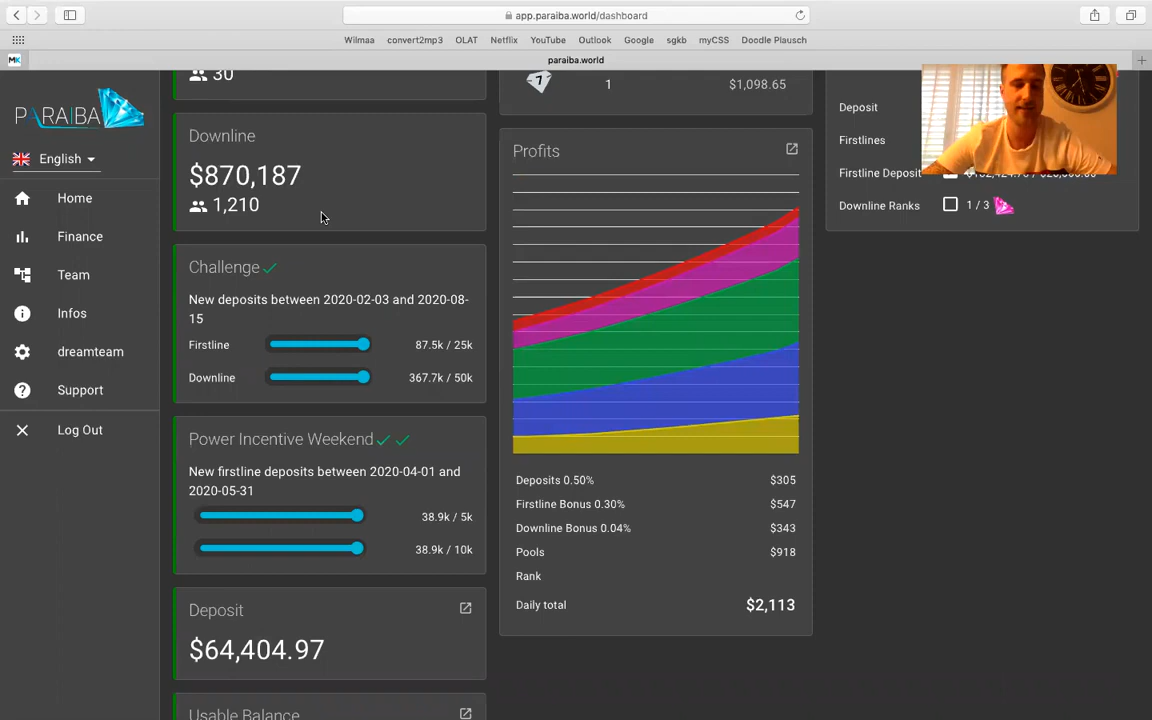 app.paraiba.world/dashboard
Wilmaa convert2mp3 OLAT Netflix YouTube Outlook Google sgkb myCSS Doodle Plausch
MK paraiba.world
PARAIBA
English
Home
Finance
Team
Infos
dreamteam
Support
Log Out
30
Downline
$870,187
1,210
Challenge
New deposits between 2020-02-03 and 2020-08-
15
Firstline 87.5k / 25k
Downline 367.7k / 50k
Power Incentive Weekend
New firstline deposits between 2020-04-01 and
2020-05-31
38.9k / 5k
38.9k / 10k
Deposit
$64,404.97
Usable Balance
7 1 $1,098.65
Profits
Deposits 0.50% $305
Firstline Bonus 0.30% $547
Downline Bonus 0.04% $343
Pools $918
Rank
Daily total $2,113
Deposit
Firstlines
Firstline Deposit
Downline Ranks 1 / 3